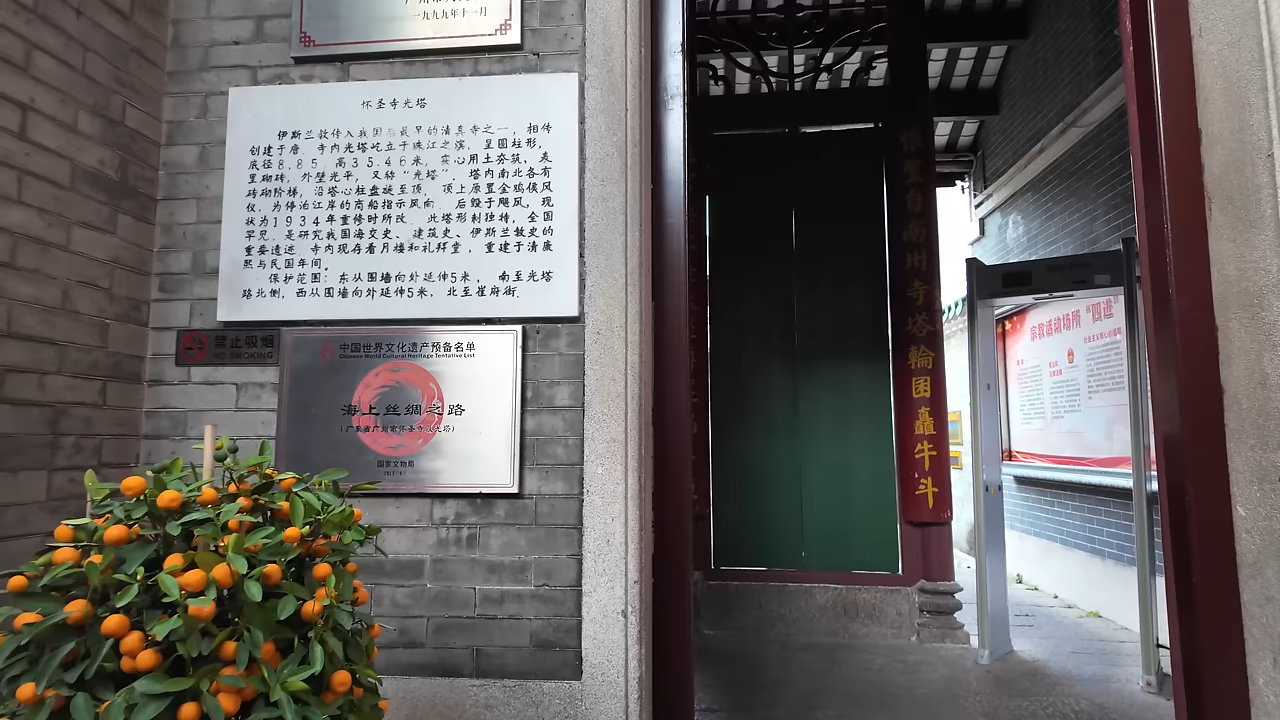 一九九九年十一月
怀圣寺光塔
伊斯兰教传入我国后最早的清真寺之一，相传
创建于唐。寺内光塔屹立于珠江之滨，呈圆柱形，
底径8.85，高35.46米，实心用土夯筑，表
里砌砖，外壁光平，又称“光塔”。塔内南北各有
砖砌阶梯，沿塔心柱盘旋至顶，顶上原置金鸡候风
仪，为停泊江岸的商船指示风向。后毁于飓风，现
状为1934年重修时所改。此塔形制独特，全国
罕见，是研究我国海交史、建筑史、伊斯兰教史的
重要遗迹。寺内现存看月楼和礼拜堂，重建于清康
熙与民国年间。
保护范围：东从围墙向外延伸5米，南至光塔
路北侧，西从围墙向外延伸5米，北至崔府街。
禁止吸烟
NO SMOKING
中国世界文化遗产预备名单
Chinese World Cultural Heritage Tentative List
海上丝绸之路
国家文物局
懷聖自南州寺塔輪囷矗牛斗
宗教活动场所
四进